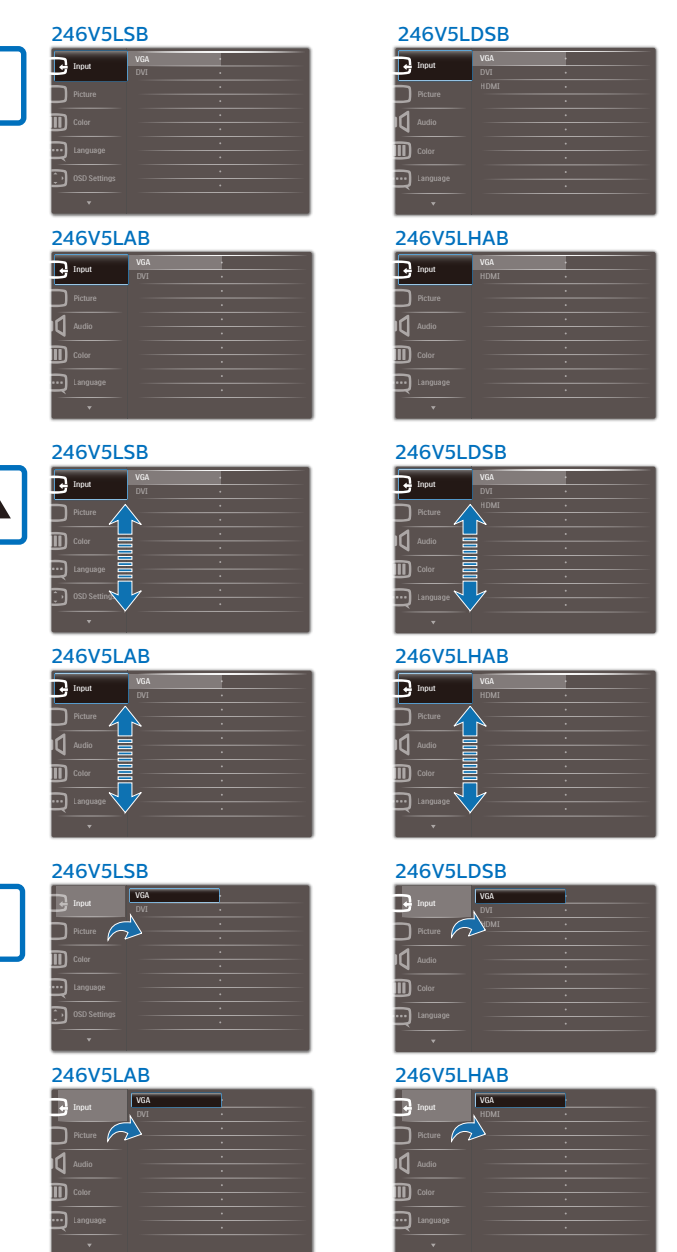 246V5LSB
Input
VGA
DVI
Picture
Color
Language
OSD Settings
246V5LDSB
Input
VGA
DVI
HDMI
Picture
Audio
Color
Language
246V5LAB
Input
VGA
DVI
Picture
Audio
Color
Language
246V5LHAB
Input
VGA
HDMI
Picture
Audio
Color
Language
246V5LSB
Input
VGA
DVI
Picture
Color
Language
OSD Setting
246V5LDSB
Input
VGA
DVI
HDMI
Picture
Audio
Color
Language
246V5LAB
Input
VGA
DVI
Picture
Audio
Color
Language
246V5LHAB
Input
VGA
HDMI
Picture
Audio
Color
Language
246V5LSB
Input
VGA
DVI
Picture
Color
Language
OSD Settings
246V5LDSB
Input
VGA
DVI
HDMI
Picture
Audio
Color
Language
246V5LAB
Input
VGA
DVI
Picture
Audio
Color
Language
246V5LHAB
Input
VGA
HDMI
Picture
Audio
Color
Language